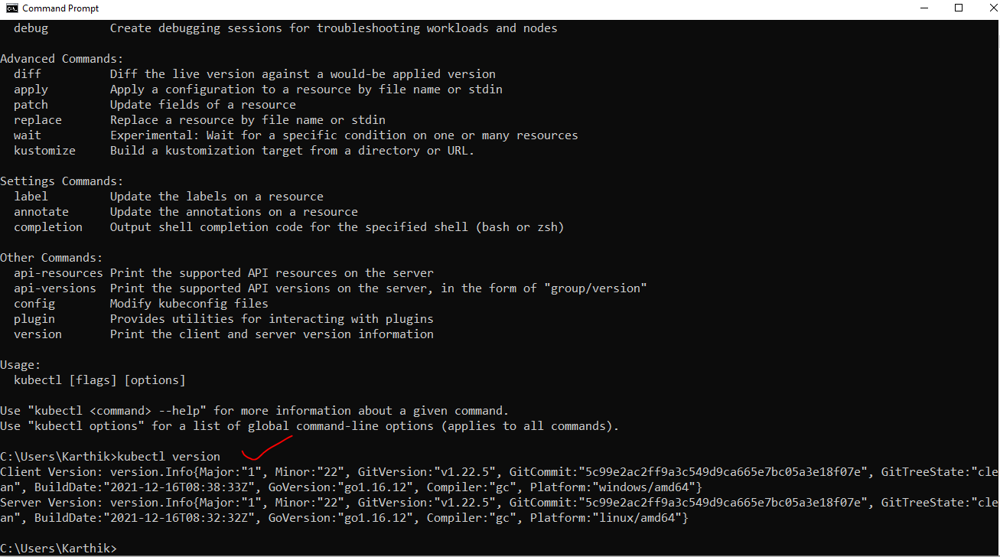 Command Prompt
debug Create debugging sessions for troubleshooting workloads and nodes
Advanced Commands:
diff Diff the live version against a would-be applied version
apply Apply a configuration to a resource by file name or stdin
patch Update fields of a resource
replace Replace a resource by file name or stdin
wait Experimental: Wait for a specific condition on one or many resources
kustomize Build a kustomization target from a directory or URL.
Settings Commands:
label Update the labels on a resource
annotate Update the annotations on a resource
completion Output shell completion code for the specified shell (bash or zsh)
Other Commands:
api-resources Print the supported API resources on the server
api-versions Print the supported API versions on the server, in the form of "group/version"
config Modify kubeconfig files
plugin Provides utilities for interacting with plugins
version Print the client and server version information
Usage:
kubectl [flags] [options]
Use "kubectl <command> --help" for more information about a given command.
Use "kubectl options" for a list of global command-line options (applies to all commands).
C:\Users\Karthik>kubectl version
Client Version: version.Info{Major:"1", Minor:"22", GitVersion:"v1.22.5", GitCommit:"5c99e2ac2ff9a3c549d9ca665e7bc05a3e18f07e", GitTreeState:"cle
an", BuildDate:"2021-12-16T08:38:33Z", GoVersion:"go1.16.12", Compiler:"gc", Platform:"windows/amd64"}
Server Version: version.Info{Major:"1", Minor:"22", GitVersion:"v1.22.5", GitCommit:"5c99e2ac2ff9a3c549d9ca665e7bc05a3e18f07e", GitTreeState:"cle
an", BuildDate:"2021-12-16T08:32:32Z", GoVersion:"go1.16.12", Compiler:"gc", Platform:"linux/amd64"}
C:\Users\Karthik>